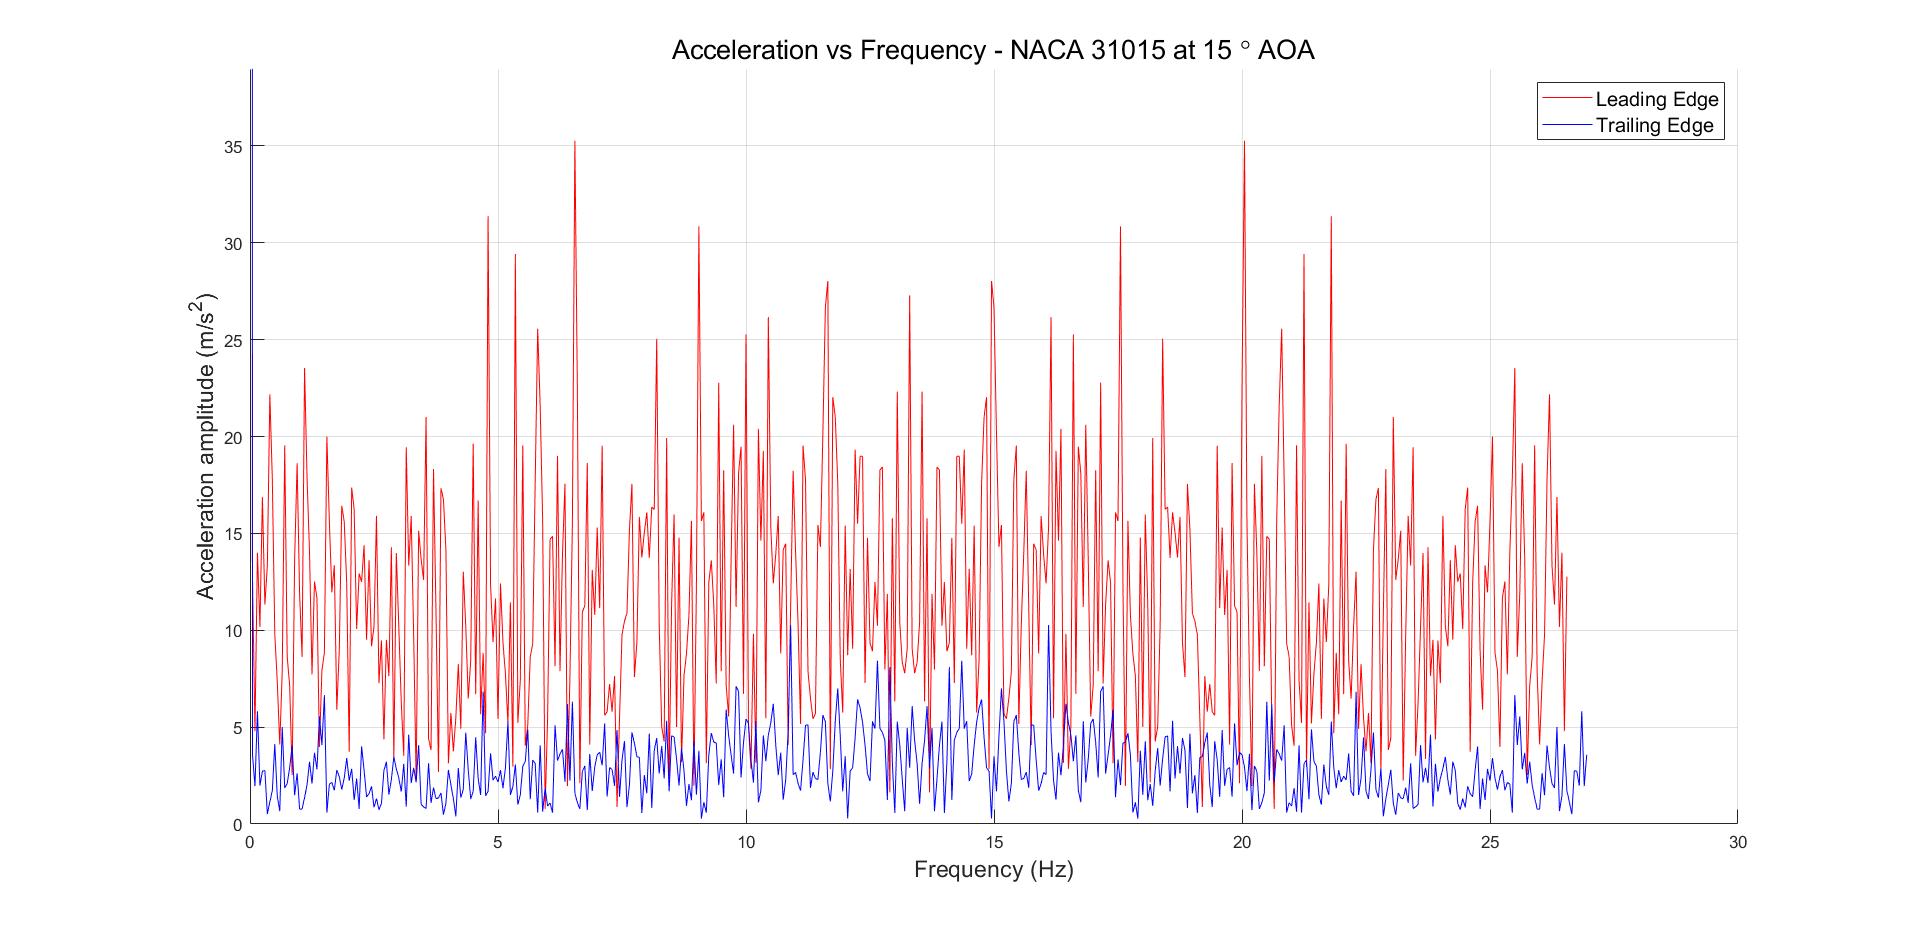 Acceleration vs Frequency - NACA 31015 at 15 ° AOA
Leading Edge
Trailing Edge
Acceleration amplitude (m/s²)
35
30
25
20
15
10
5
0
0 5 10 15 20 25 30
Frequency (Hz)